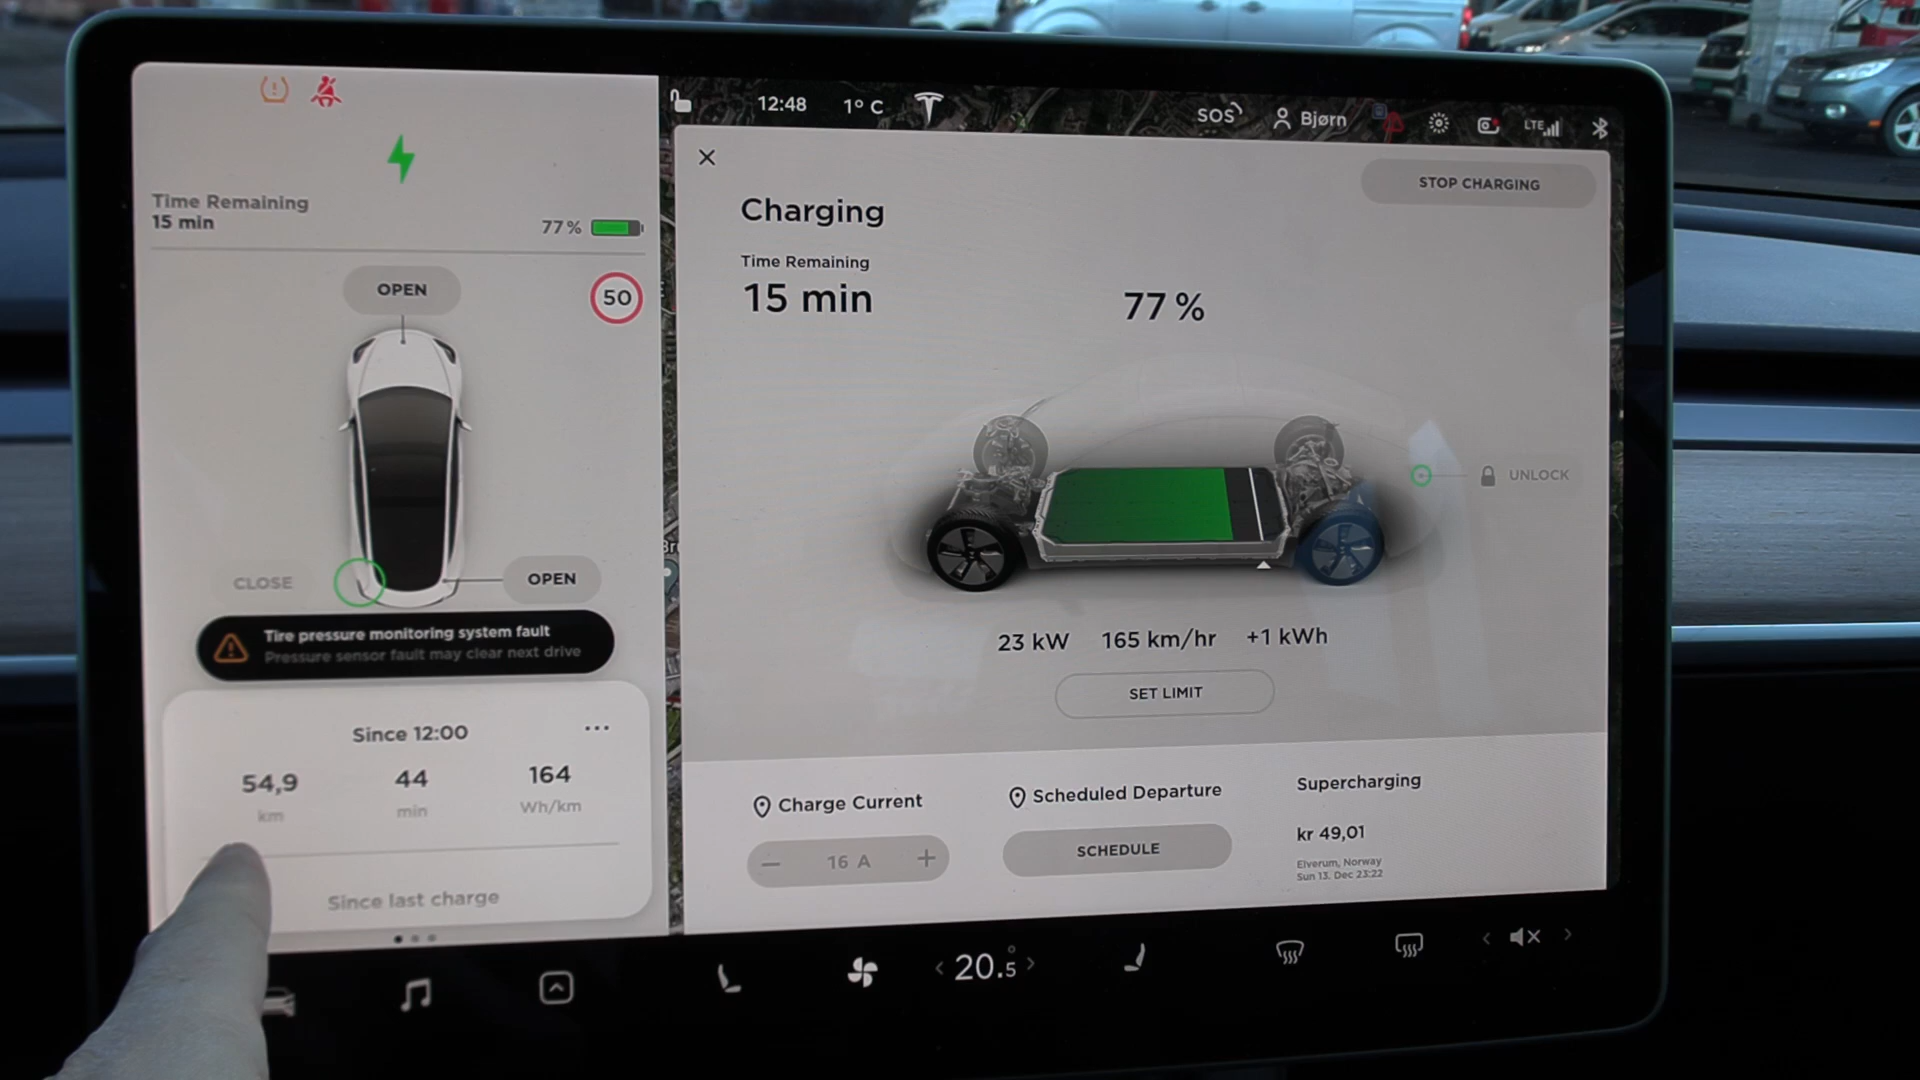 Time Remaining
15 min
77 %
OPEN
50
CLOSE
OPEN
Tire pressure monitoring system fault
Pressure sensor fault may clear next drive
Since 12:00
...
54,9
44
164
km
min
Wh/km
Since last charge
12:48
1° C
SOS
Bjørn
LTE
STOP CHARGING
Charging
Time Remaining
15 min
77 %
UNLOCK
23 kW
165 km/hr
+1 kWh
SET LIMIT
Charge Current
Scheduled Departure
Supercharging
16 A
SCHEDULE
kr 49,01
Elverum, Norway
Sun 13. Dec 23:22
20.5°